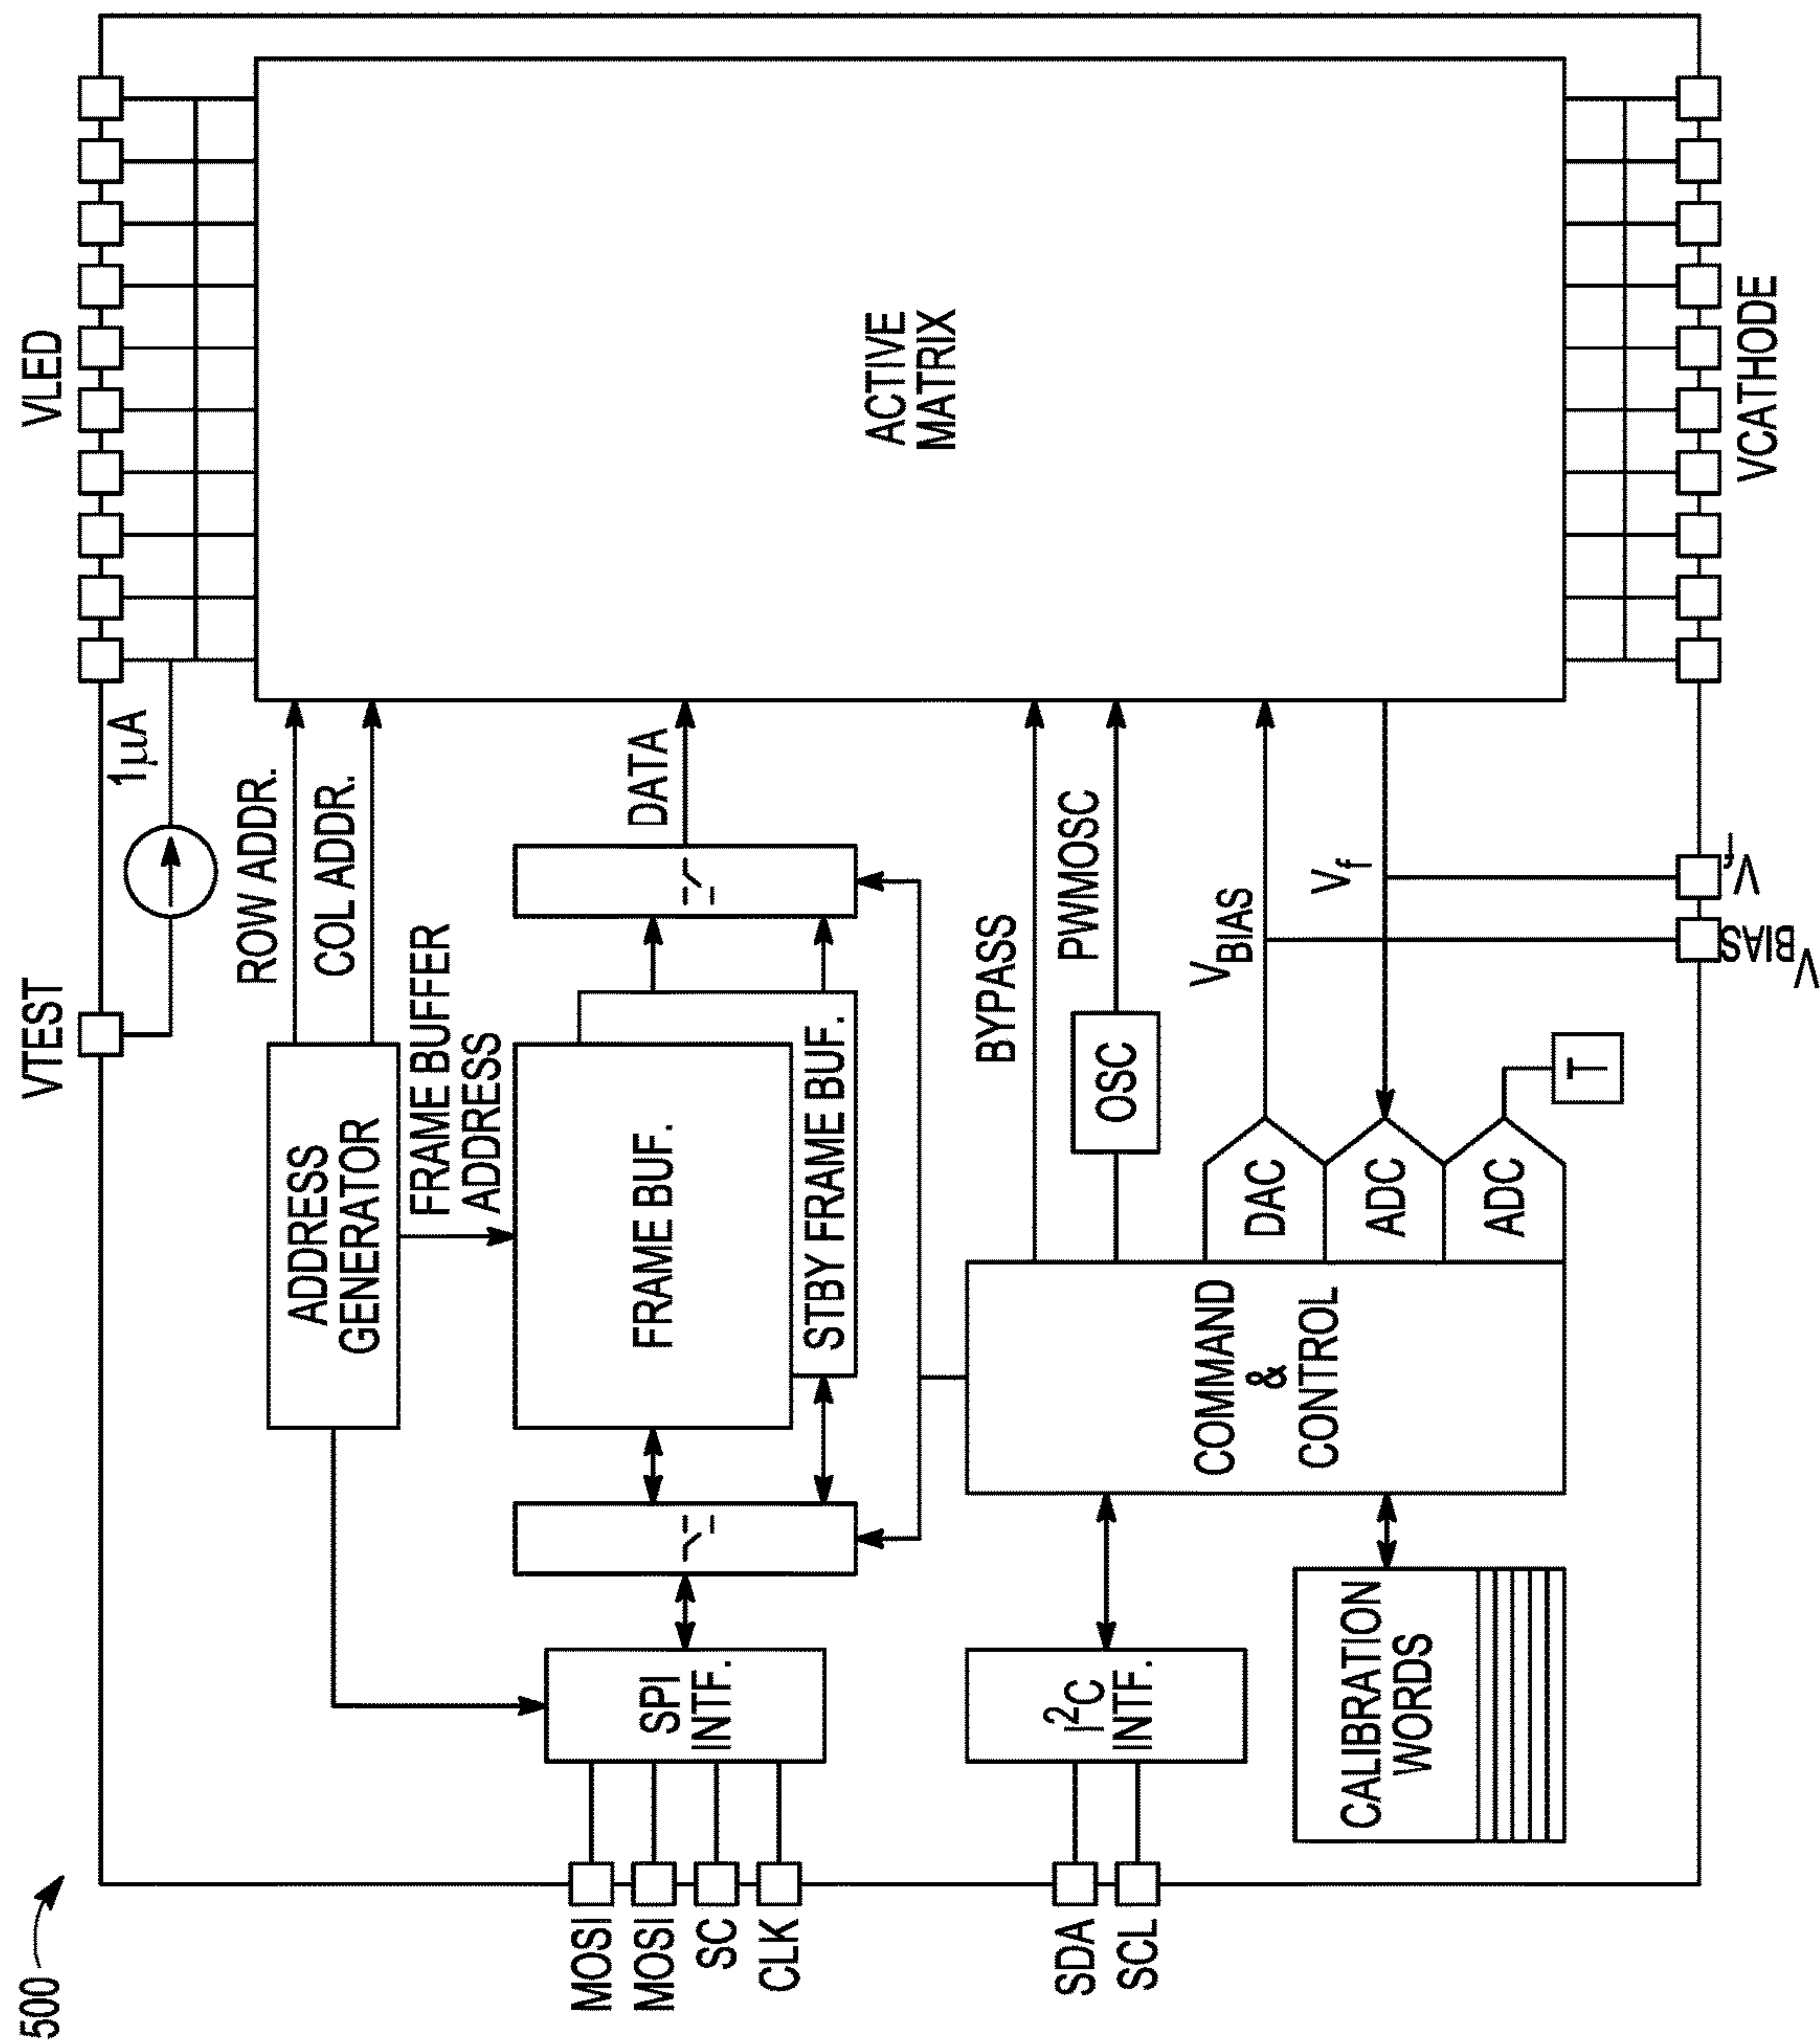 500
VTEST
VLED
1µA
ROW ADDR.
COL ADDR.
ADDRESS
GENERATOR
FRAME BUFFER
ADDRESS
DATA
FRAME BUF.
STBY FRAME BUF.
ACTIVE
MATRIX
MOSI
MOSI
SC
CLK
SPI
INTF.
BYPASS
PWMOSC
OSC
VBIAS
Vf
SDA
SCL
I²C
INTF.
COMMAND
&
CONTROL
DAC
ADC
ADC
T
CALIBRATION
WORDS
VBIAS
Vf
VCATHODE